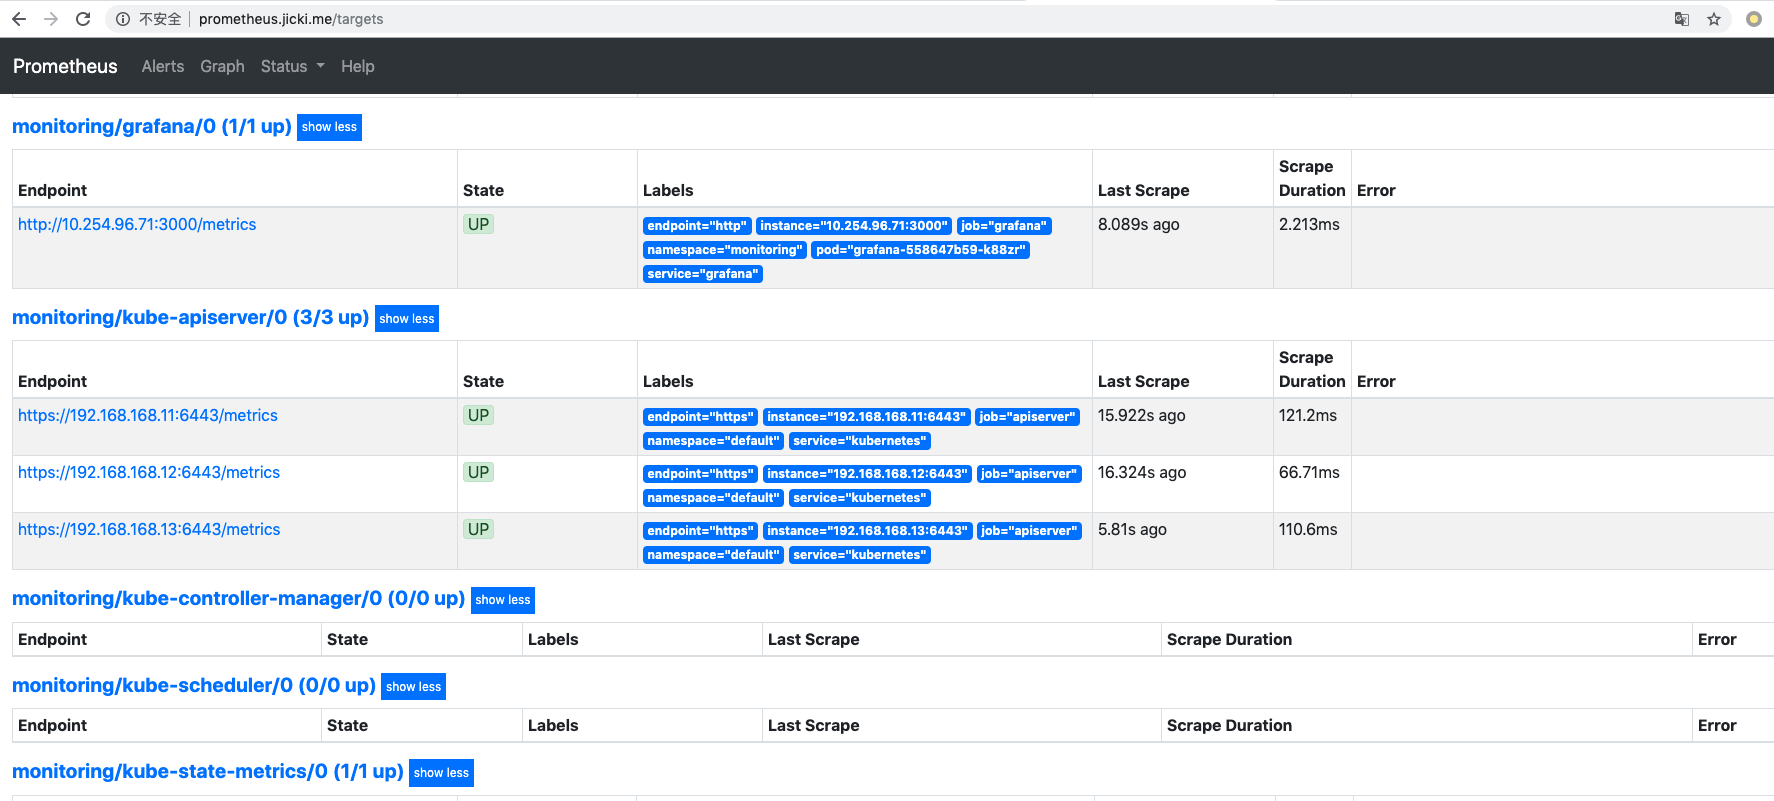 不安全 prometheus.jicki.me/targets
Prometheus Alerts Graph Status Help
monitoring/grafana/0 (1/1 up) show less
Endpoint State Labels Last Scrape Scrape Duration Error
http://10.254.96.71:3000/metrics UP endpoint="http" instance="10.254.96.71:3000" job="grafana" 8.089s ago 2.213ms
namespace="monitoring" pod="grafana-558647b59-k88zr"
service="grafana"
monitoring/kube-apiserver/0 (3/3 up) show less
Endpoint State Labels Last Scrape Scrape Duration Error
https://192.168.168.11:6443/metrics UP endpoint="https" instance="192.168.168.11:6443" job="apiserver" 15.922s ago 121.2ms
namespace="default" service="kubernetes"
https://192.168.168.12:6443/metrics UP endpoint="https" instance="192.168.168.12:6443" job="apiserver" 16.324s ago 66.71ms
namespace="default" service="kubernetes"
https://192.168.168.13:6443/metrics UP endpoint="https" instance="192.168.168.13:6443" job="apiserver" 5.81s ago 110.6ms
namespace="default" service="kubernetes"
monitoring/kube-controller-manager/0 (0/0 up) show less
Endpoint State Labels Last Scrape Scrape Duration Error
monitoring/kube-scheduler/0 (0/0 up) show less
Endpoint State Labels Last Scrape Scrape Duration Error
monitoring/kube-state-metrics/0 (1/1 up) show less